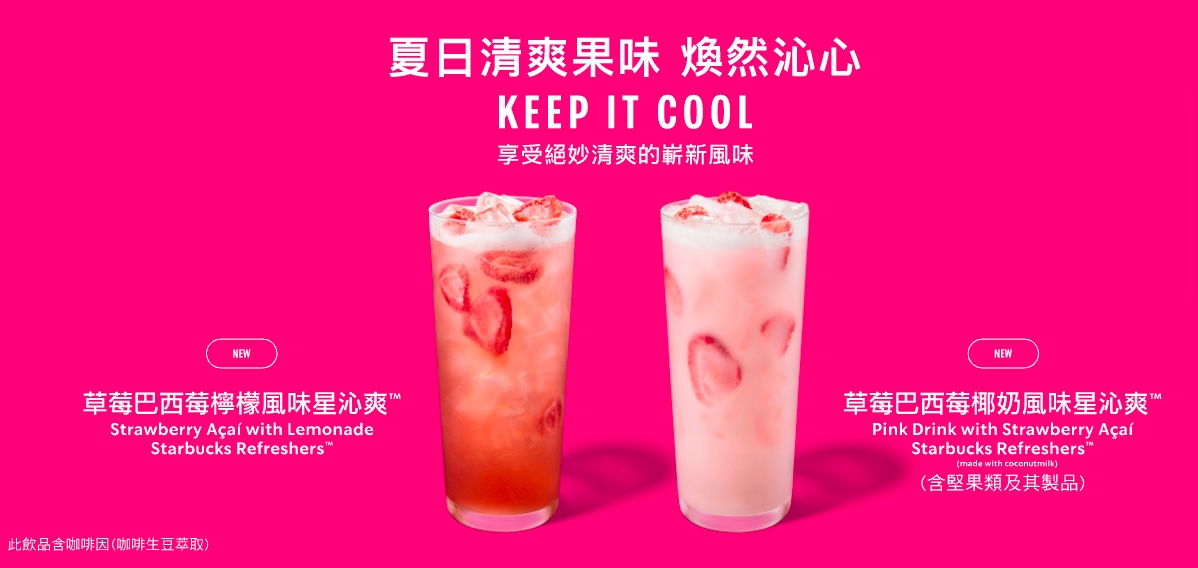 夏日清爽果味 煥然沁心
KEEP IT COOL
享受絕妙清爽的嶄新風味
NEW
草莓巴西莓檸檬風味星沁爽™
Strawberry Açaí with Lemonade
Starbucks Refreshers™
NEW
草莓巴西莓椰奶風味星沁爽™
Pink Drink with Strawberry Açaí
Starbucks Refreshers™
(made with coconutmilk)
（含堅果類及其製品）
此飲品含咖啡因(咖啡生豆萃取)